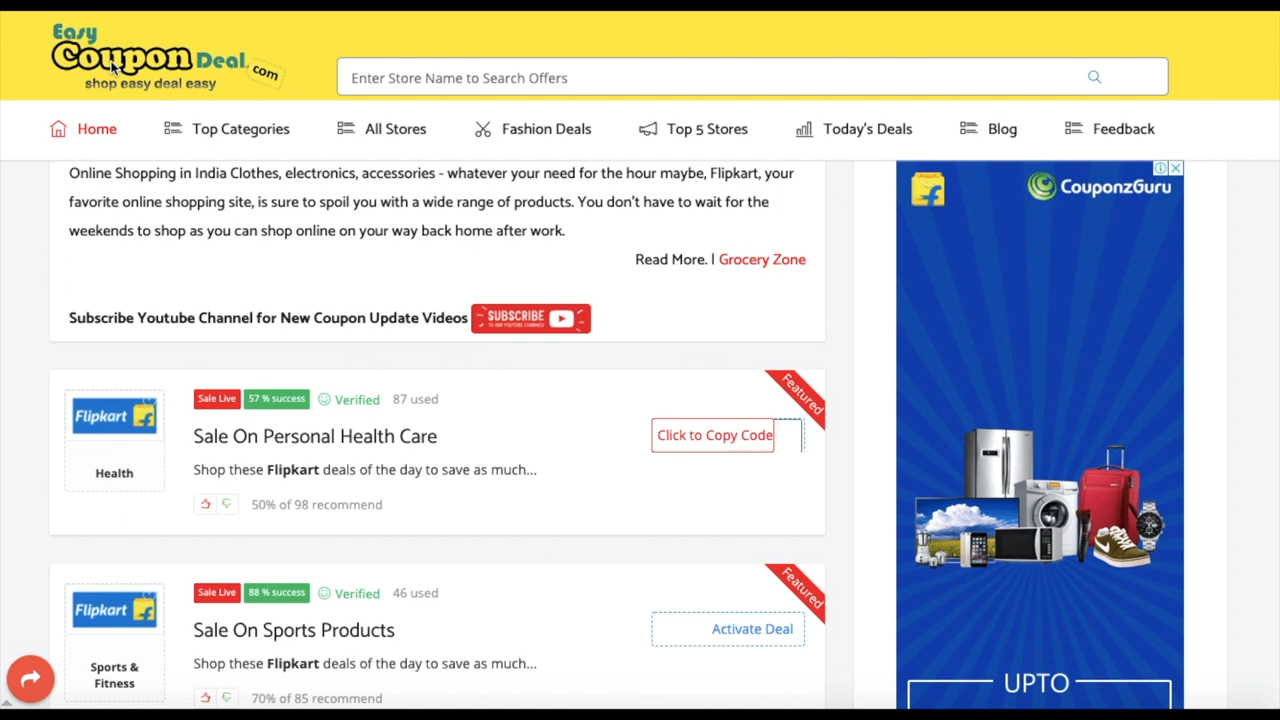 Easy
Coupon Deal.com
shop easy deal easy
Enter Store Name to Search Offers
Home
Top Categories
All Stores
Fashion Deals
Top 5 Stores
Today's Deals
Blog
Feedback
Online Shopping in India Clothes, electronics, accessories - whatever your need for the hour maybe, Flipkart, your
favorite online shopping site, is sure to spoil you with a wide range of products. You don't have to wait for the
weekends to shop as you can shop online on your way back home after work.
Read More. | Grocery Zone
Subscribe Youtube Channel for New Coupon Update Videos
SUBSCRIBE
TO OUR YOUTUBE CHANNEL!
Flipkart
Health
Sale Live 57 % success Verified 87 used
Sale On Personal Health Care
Shop these Flipkart deals of the day to save as much...
50% of 98 recommend
Click to Copy Code
Featured
Flipkart
Sports &
Fitness
Sale Live 88 % success Verified 46 used
Sale On Sports Products
Shop these Flipkart deals of the day to save as much...
70% of 85 recommend
Activate Deal
Featured
CouponzGuru
UPTO